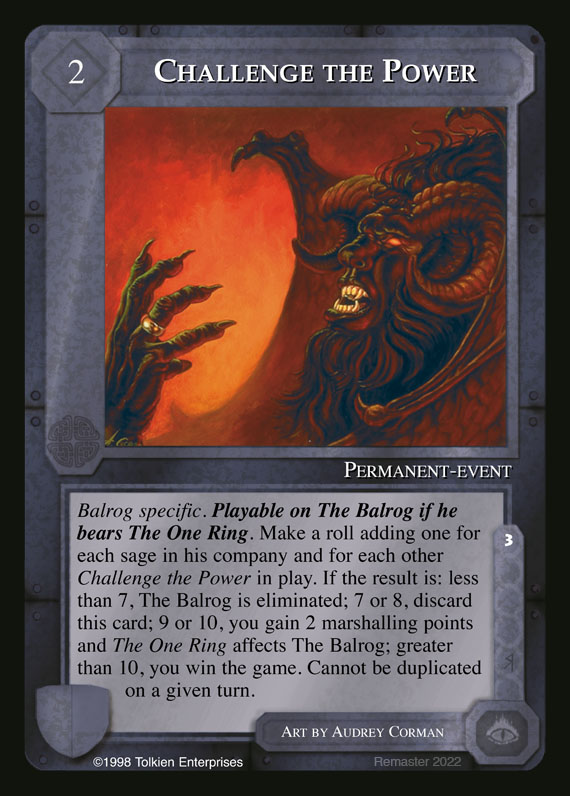 2
CHALLENGE THE POWER
PERMANENT-EVENT
Balrog specific. Playable on The Balrog if he
bears The One Ring. Make a roll adding one for
each sage in his company and for each other
Challenge the Power in play. If the result is: less
than 7, The Balrog is eliminated; 7 or 8, discard
this card; 9 or 10, you gain 2 marshalling points
and The One Ring affects The Balrog; greater
than 10, you win the game. Cannot be duplicated
on a given turn.
3
ART BY AUDREY CORMAN
©1998 Tolkien Enterprises
Remaster 2022